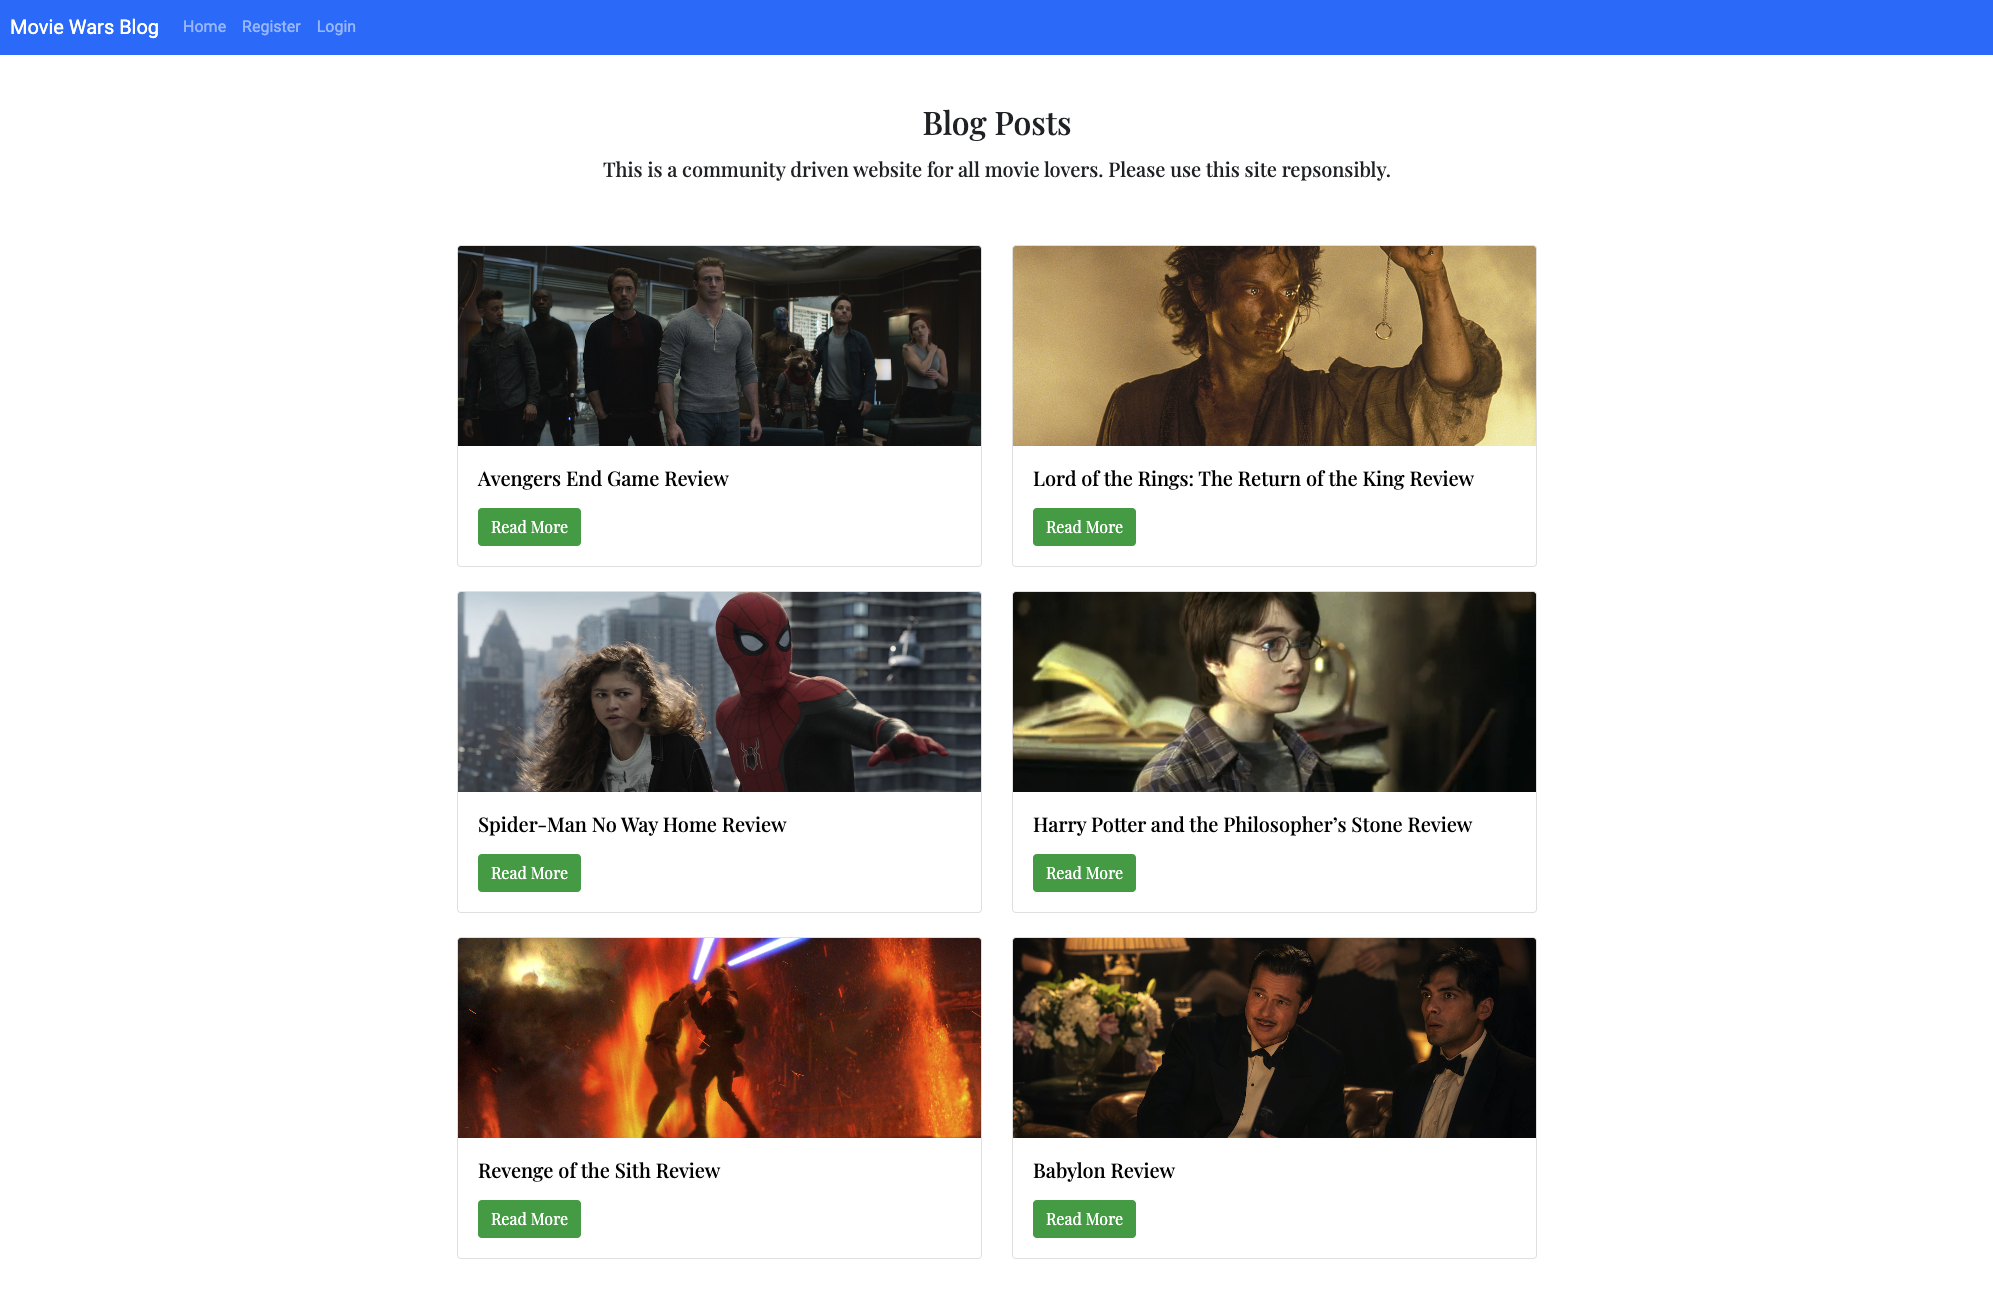 Movie Wars Blog Home Register Login
Blog Posts
This is a community driven website for all movie lovers. Please use this site repsonsibly.
Avengers End Game Review
Read More
Lord of the Rings: The Return of the King Review
Read More
Spider-Man No Way Home Review
Read More
Harry Potter and the Philosopher’s Stone Review
Read More
Revenge of the Sith Review
Read More
Babylon Review
Read More